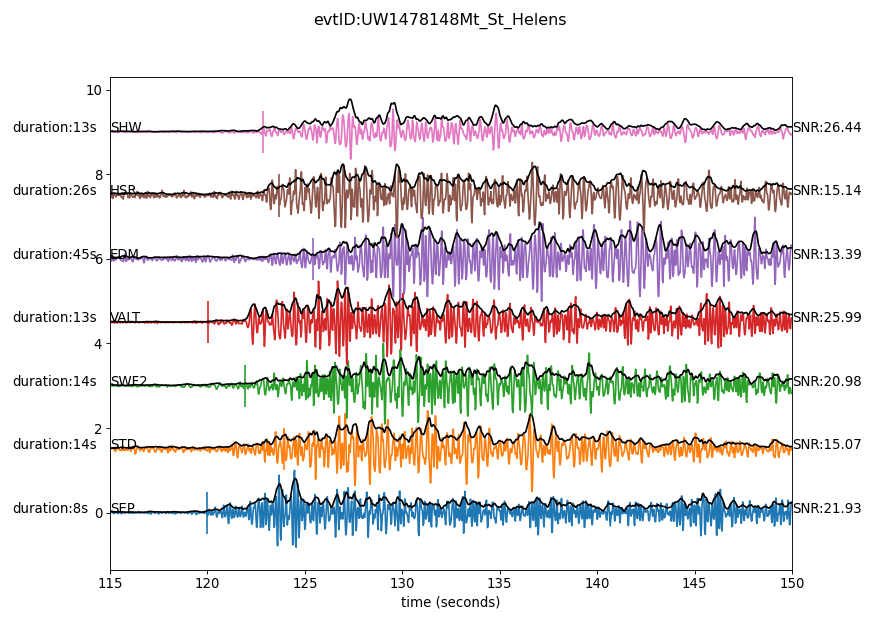 evtID:UW1478148Mt_St_Helens
10
duration:13s SHW SNR:26.44
8
duration:26s HSR SNR:15.14
duration:45s EDM SNR:13.39
6
duration:13s VALT SNR:25.99
4
duration:14s SWF2 SNR:20.98
2
duration:14s STD SNR:15.07
duration:8s SEP SNR:21.93
0
115 120 125 130 135 140 145 150
time (seconds)